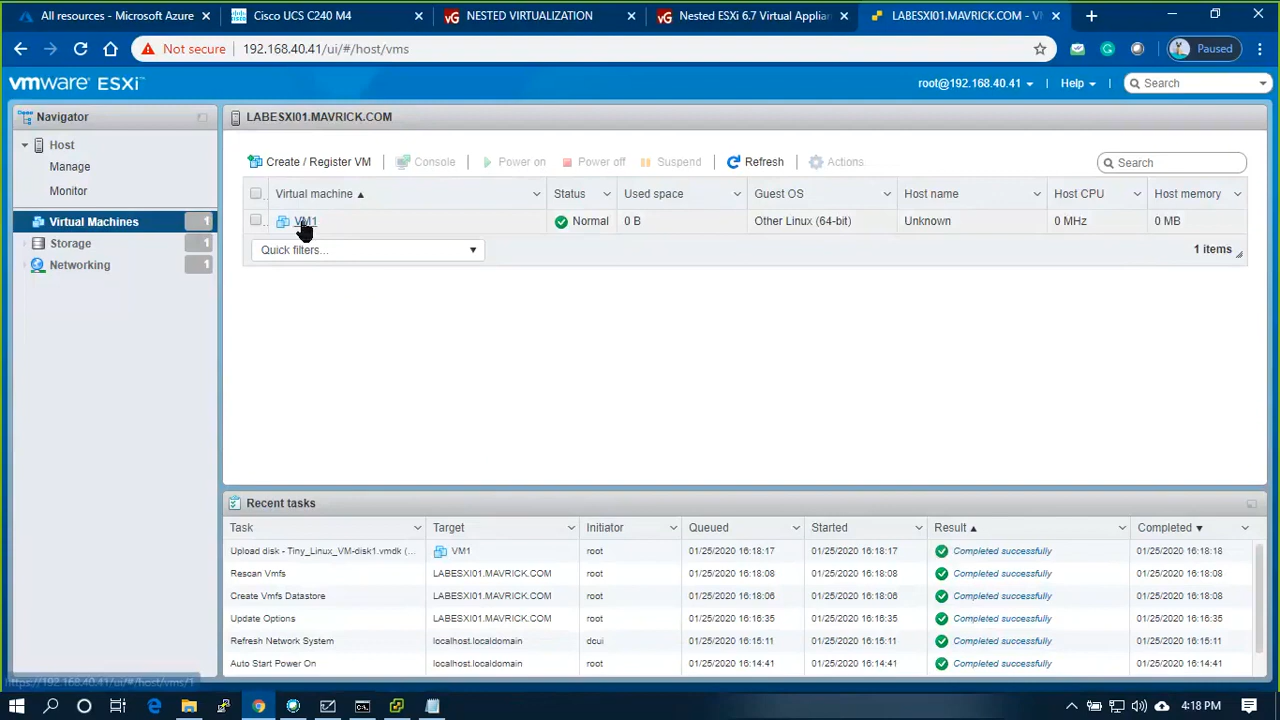 All resources - Microsoft Azure
Cisco UCS C240 M4
NESTED VIRTUALIZATION
Nested ESXi 6.7 Virtual Applian
LABESXI01.MAVRICK.COM - VM
Not secure
192.168.40.41/ui/#/host/vms
Paused
vmware ESXi
root@192.168.40.41
Help
Search
Navigator
Host
Manage
Monitor
Virtual Machines 1
Storage 1
Networking 1
LABESXI01.MAVRICK.COM
Create / Register VM
Console
Power on
Power off
Suspend
Refresh
Actions
Search
Virtual machine Status Used space Guest OS Host name Host CPU Host memory
VM1 Normal 0 B Other Linux (64-bit) Unknown 0 MHz 0 MB
Quick filters...
1 items
Recent tasks
Task Target Initiator Queued Started Result Completed
Upload disk - Tiny_Linux_VM-disk1.vmdk (... VM1 root 01/25/2020 16:18:17 01/25/2020 16:18:17 Completed successfully 01/25/2020 16:18:18
Rescan Vmfs LABESXI01.MAVRICK.COM root 01/25/2020 16:18:08 01/25/2020 16:18:08 Completed successfully 01/25/2020 16:18:08
Create Vmfs Datastore LABESXI01.MAVRICK.COM root 01/25/2020 16:18:06 01/25/2020 16:18:06 Completed successfully 01/25/2020 16:18:08
Update Options LABESXI01.MAVRICK.COM root 01/25/2020 16:16:35 01/25/2020 16:16:35 Completed successfully 01/25/2020 16:16:35
Refresh Network System localhost.localdomain dcui 01/25/2020 16:15:11 01/25/2020 16:15:11 Completed successfully 01/25/2020 16:15:11
Auto Start Power On localhost.localdomain root 01/25/2020 16:14:41 01/25/2020 16:14:41 Completed successfully 01/25/2020 16:14:41
https://192.168.40.41/ui/#/host/vms/1
4:18 PM